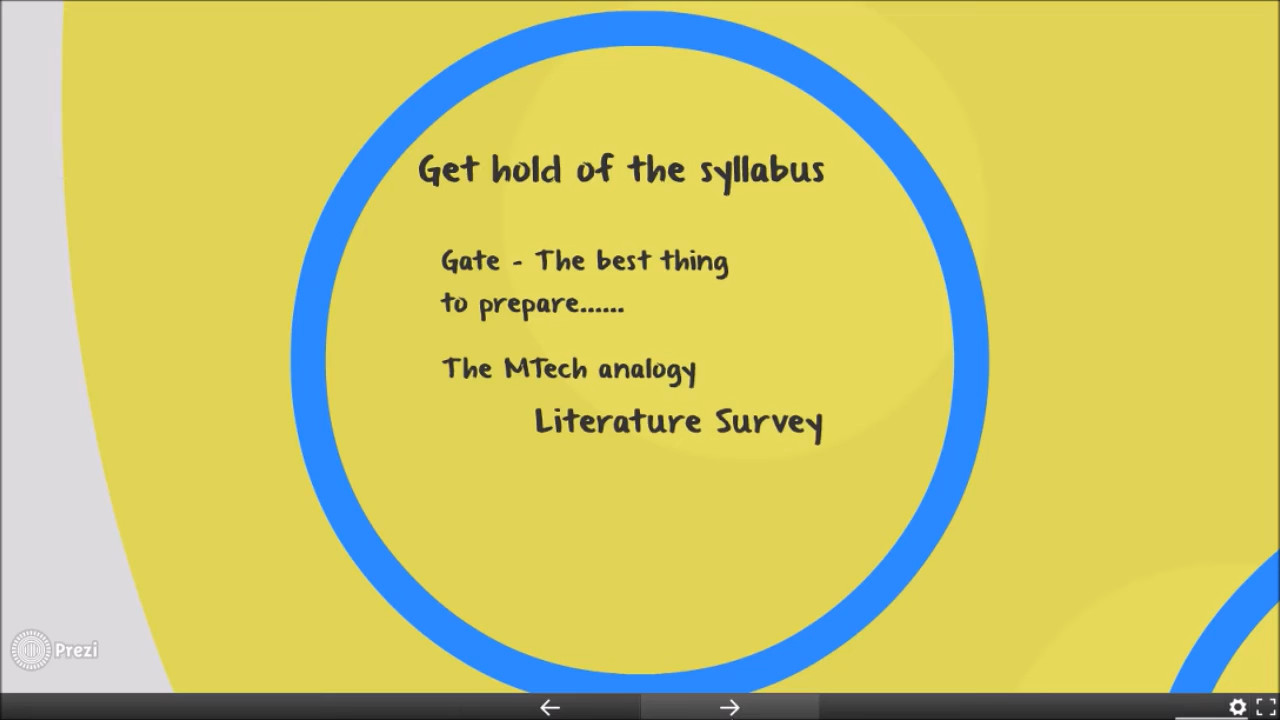 Get hold of the syllabus
Gate - The best thing
to prepare......
The MTech analogy
Literature Survey
Prezi